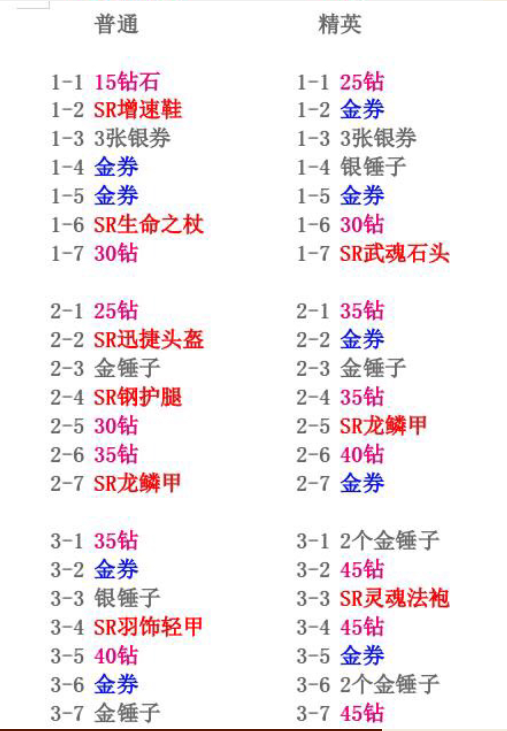 普通 精英
1-1 15钻石 1-1 25钻
1-2 SR增速鞋 1-2 金券
1-3 3张银券 1-3 3张银券
1-4 金券 1-4 银锤子
1-5 金券 1-5 金券
1-6 SR生命之杖 1-6 30钻
1-7 30钻 1-7 SR武魂石头
2-1 25钻 2-1 35钻
2-2 SR迅捷头盔 2-2 金券
2-3 金锤子 2-3 金锤子
2-4 SR钢护腿 2-4 35钻
2-5 30钻 2-5 SR龙鳞甲
2-6 35钻 2-6 40钻
2-7 SR龙鳞甲 2-7 金券
3-1 35钻 3-1 2个金锤子
3-2 金券 3-2 45钻
3-3 银锤子 3-3 SR灵魂法袍
3-4 SR羽饰轻甲 3-4 45钻
3-5 40钻 3-5 金券
3-6 金券 3-6 2个金锤子
3-7 金锤子 3-7 45钻